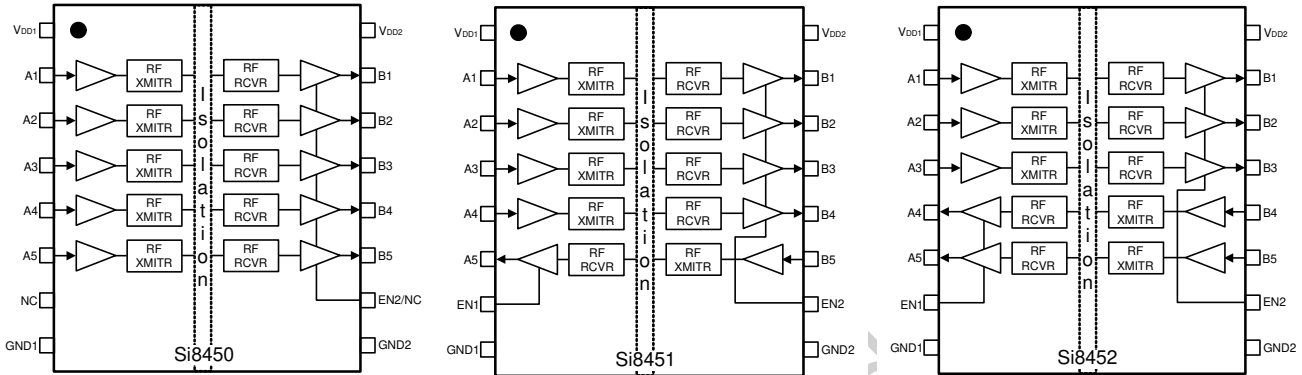 VDD1
VDD2
A1
RF XMITR
RF RCVR
B1
A2
RF XMITR
RF RCVR
B2
A3
RF XMITR
RF RCVR
B3
A4
RF XMITR
RF RCVR
B4
A5
RF XMITR
RF RCVR
B5
Isolation
NC
EN2/NC
GND1
GND2
Si8450
VDD1
VDD2
A1
RF XMITR
RF RCVR
B1
A2
RF XMITR
RF RCVR
B2
A3
RF XMITR
RF RCVR
B3
A4
RF XMITR
RF RCVR
B4
A5
RF RCVR
RF XMITR
B5
Isolation
EN1
EN2
GND1
GND2
Si8451
VDD1
VDD2
A1
RF XMITR
RF RCVR
B1
A2
RF XMITR
RF RCVR
B2
A3
RF XMITR
RF RCVR
B3
A4
RF RCVR
RF XMITR
B4
A5
RF RCVR
RF XMITR
B5
Isolation
EN1
EN2
GND1
GND2
Si8452